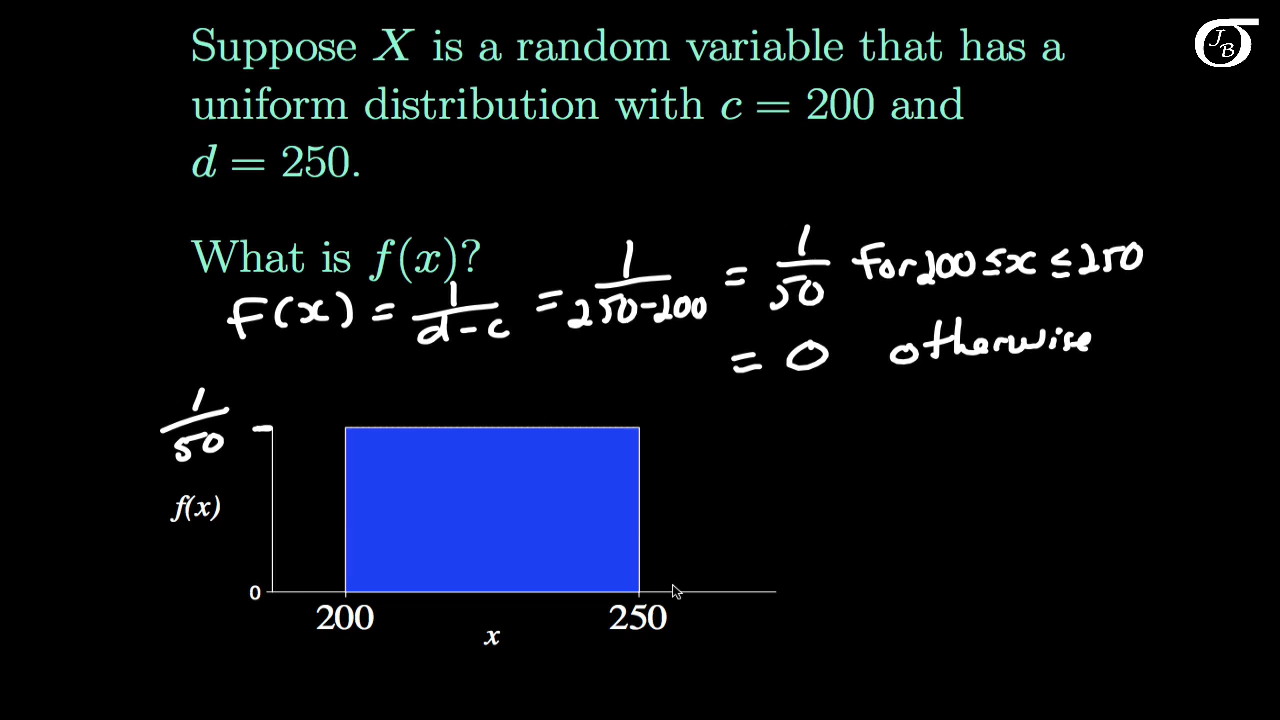 Suppose X is a random variable that has a
uniform distribution with c = 200 and
d = 250.
What is f(x)?
f(x) = 1/(d-c) = 1/(250-200) = 1/50 for 200 ≤ x ≤ 250
= 0 otherwise
1/50
f(x)
0
200 250
x
JB